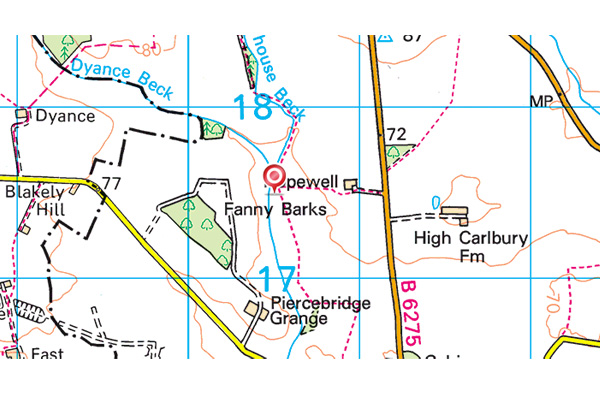 80
87
house Beck
Dyance Beck
18
MP
Dyance
72
77
pewell
Blakely
Hill
Fanny Barks
High Carlbury
Fm
17
B 6275
70
Piercebridge
Grange
East